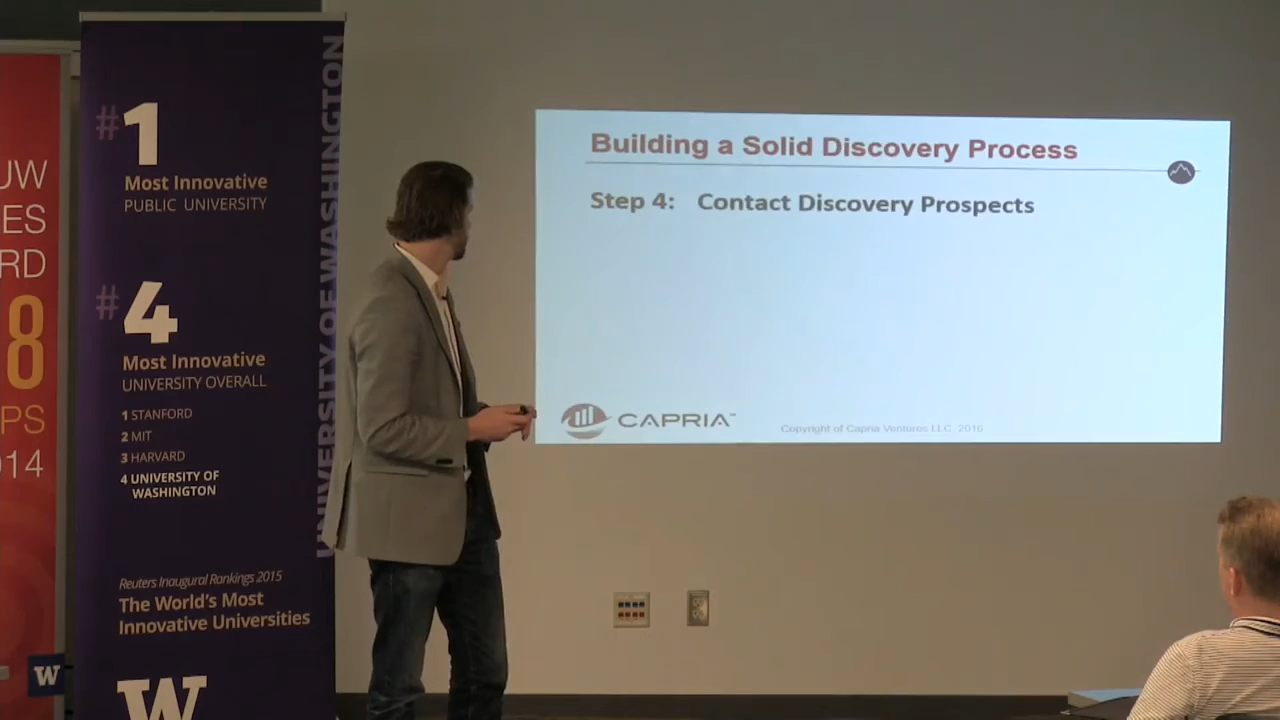 UW
ES
RD
8
PS
014
W
#1
Most Innovative
PUBLIC UNIVERSITY
#4
Most Innovative
UNIVERSITY OVERALL
1 STANFORD
2 MIT
3 HARVARD
4 UNIVERSITY OF
WASHINGTON
Reuters Inaugural Rankings 2015
The World's Most
Innovative Universities
W
UNIVERSITY OF WASHINGTON
Building a Solid Discovery Process
Step 4: Contact Discovery Prospects
CAPRIA™
Copyright of Capria Ventures LLC, 2016